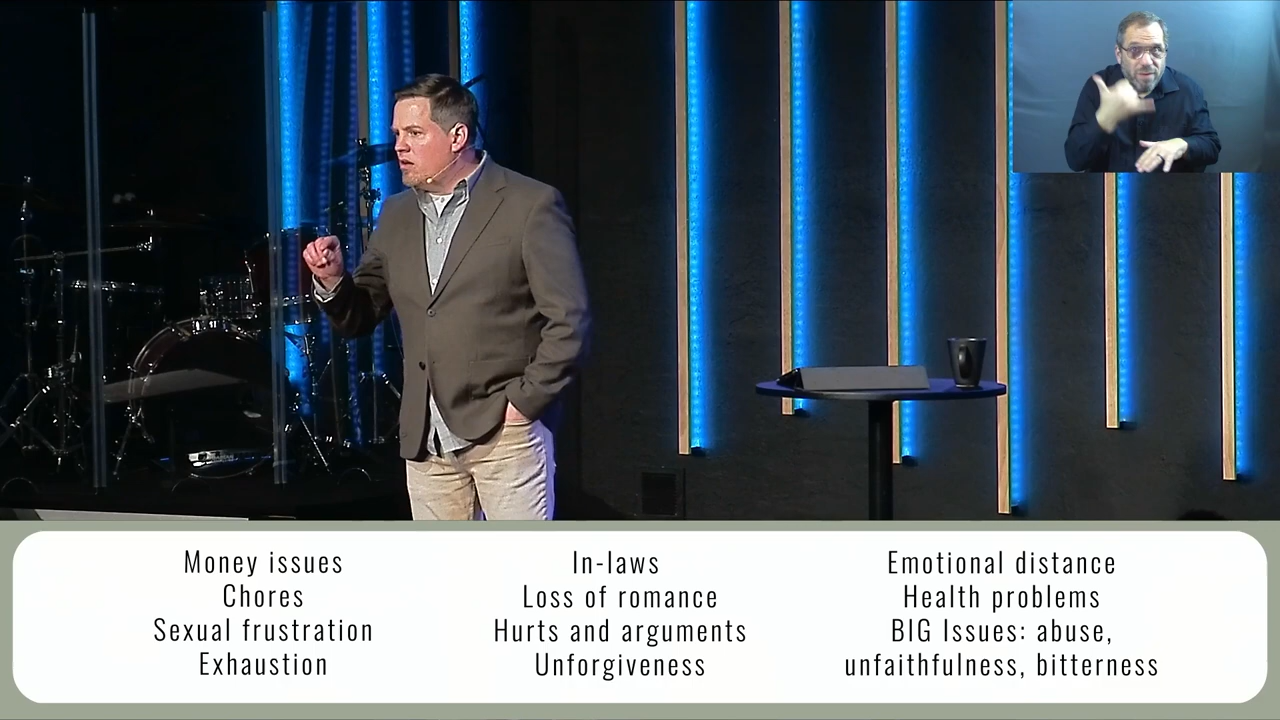 Money issues
Chores
Sexual frustration
Exhaustion
In-laws
Loss of romance
Hurts and arguments
Unforgiveness
Emotional distance
Health problems
BIG Issues: abuse,
unfaithfulness, bitterness